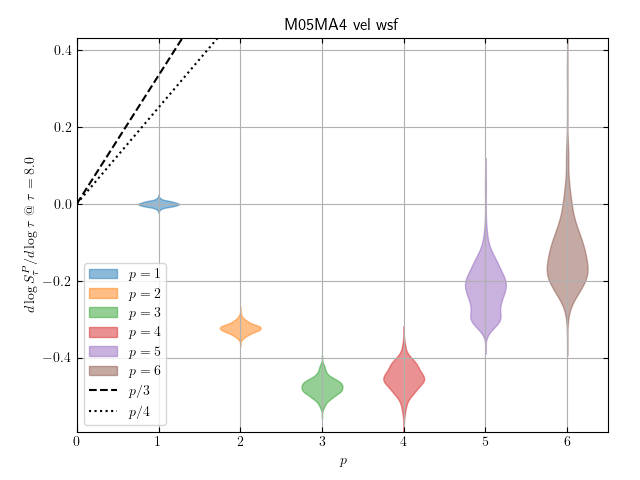 M05MA4 vel wsf
d log S_τ^P / d log τ @ τ = 8.0
0.4
0.2
0.0
−0.2
−0.4
p = 1
p = 2
p = 3
p = 4
p = 5
p = 6
p/3
p/4
0 1 2 3 4 5 6
p